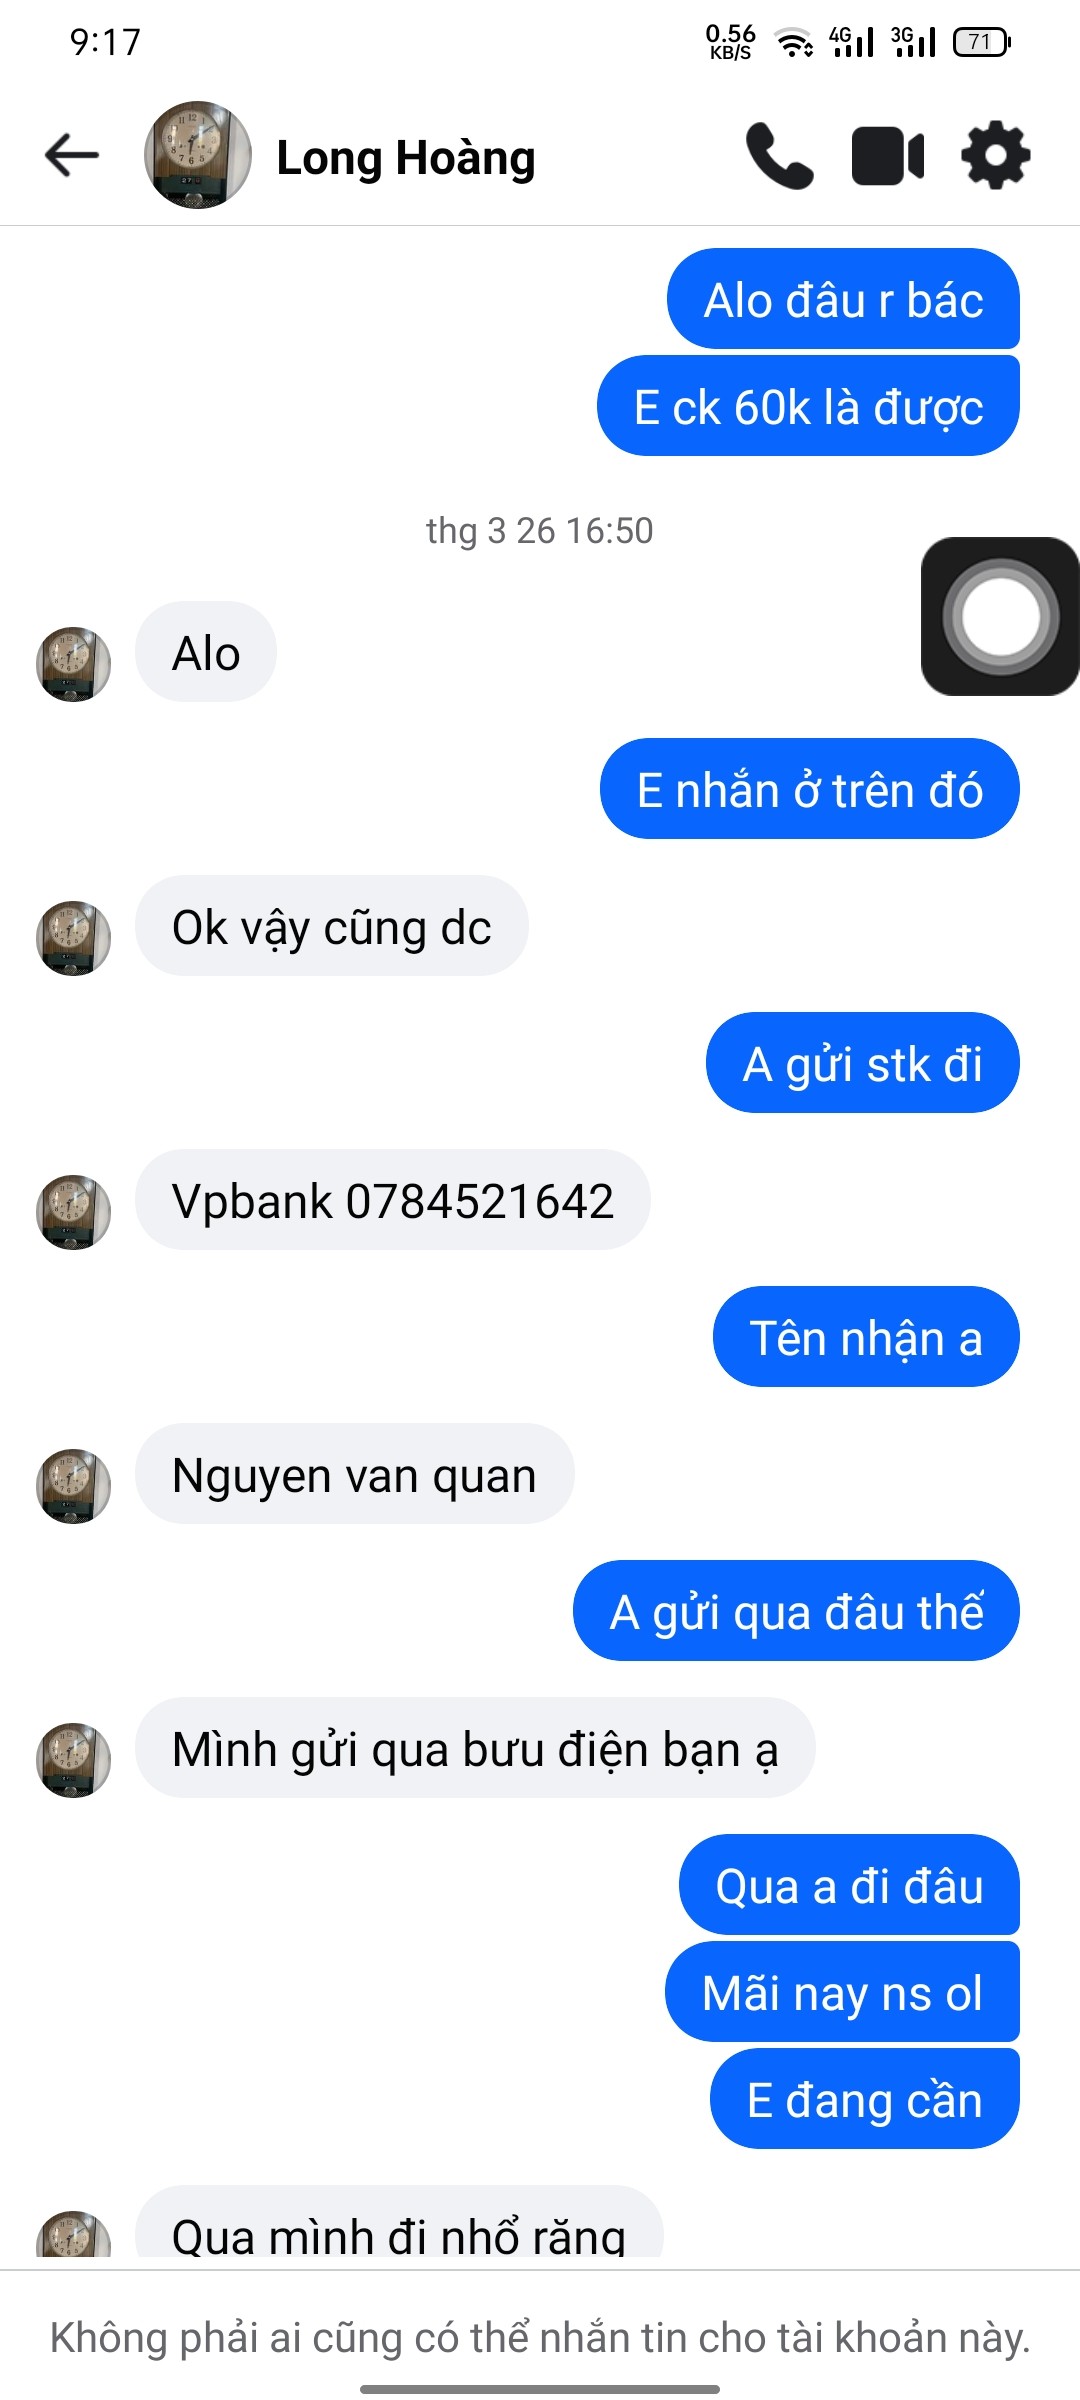 9:17
0.56
KB/S
4G
3G
71
Long Hoàng
Alo đâu r bác
E ck 60k là được
thg 3 26 16:50
Alo
E nhắn ở trên đó
Ok vậy cũng dc
A gửi stk đi
Vpbank 0784521642
Tên nhận a
Nguyen van quan
A gửi qua đâu thế
Mình gửi qua bưu điện bạn ạ
Qua a đi đâu
Mãi nay ns ol
E đang cần
Qua mình đi nhổ răng
Không phải ai cũng có thể nhắn tin cho tài khoản này.